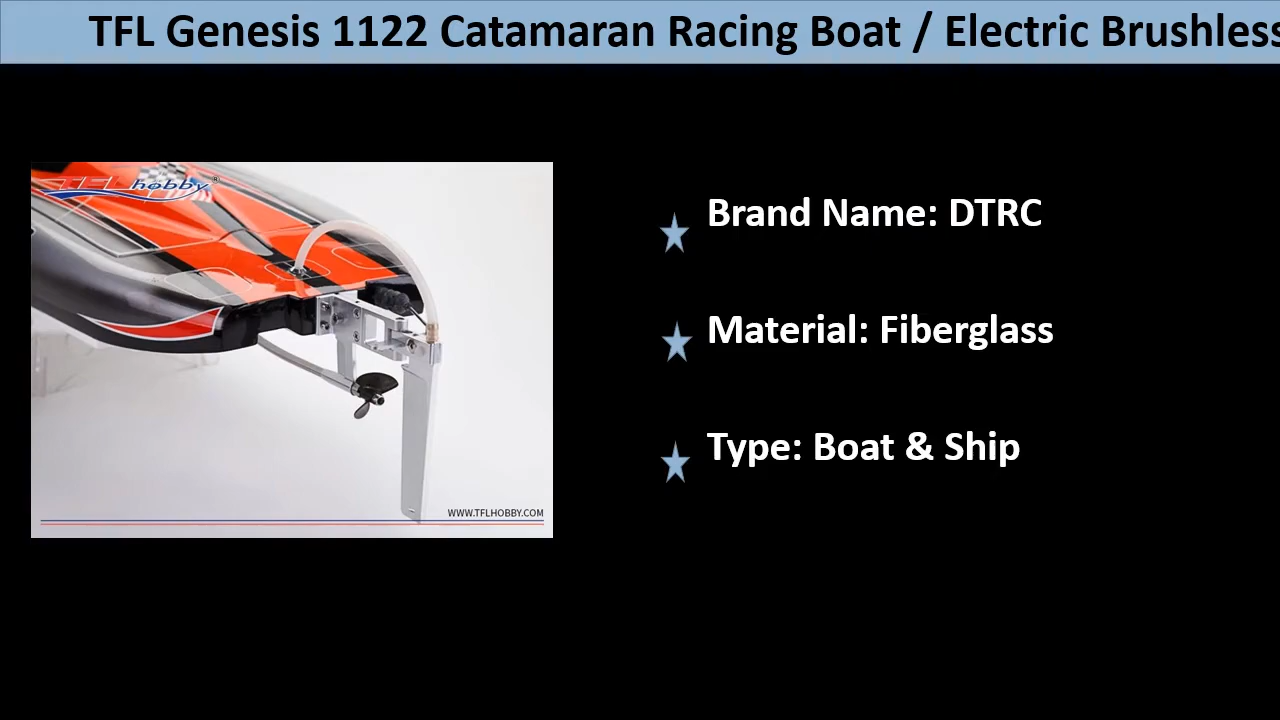 TFL Genesis 1122 Catamaran Racing Boat / Electric Brushless
TFL hobby®
Brand Name: DTRC
Material: Fiberglass
Type: Boat & Ship
WWW.TFLHOBBY.COM